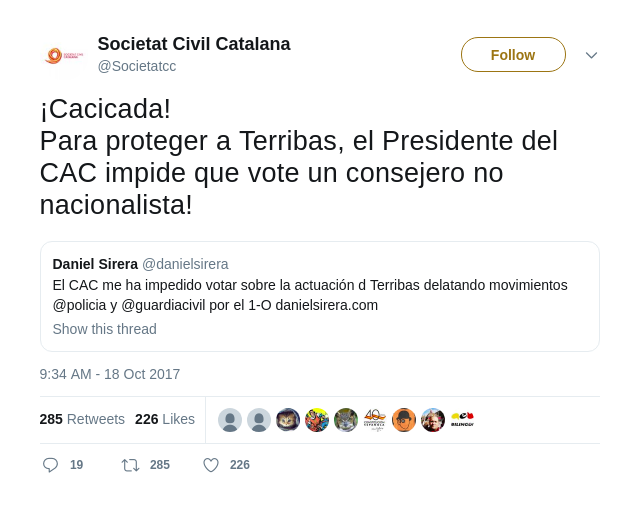 Societat Civil Catalana
@Societatcc
Follow
¡Cacicada!
Para proteger a Terribas, el Presidente del
CAC impide que vote un consejero no
nacionalista!
Daniel Sirera @danielsirera
El CAC me ha impedido votar sobre la actuación d Terribas delatando movimientos
@policia y @guardiacivil por el 1-O danielsirera.com
Show this thread
9:34 AM - 18 Oct 2017
285 Retweets 226 Likes
19 285 226